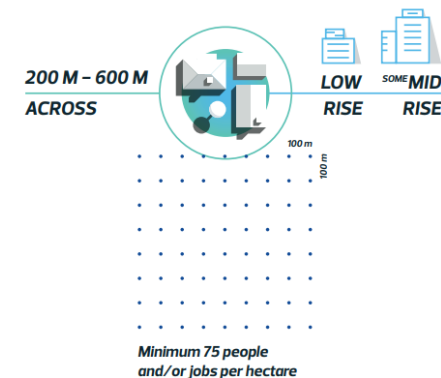 200 M – 600 M
ACROSS
LOW
RISE
SOME MID
RISE
100 m
100 m
Minimum 75 people
and/or jobs per hectare